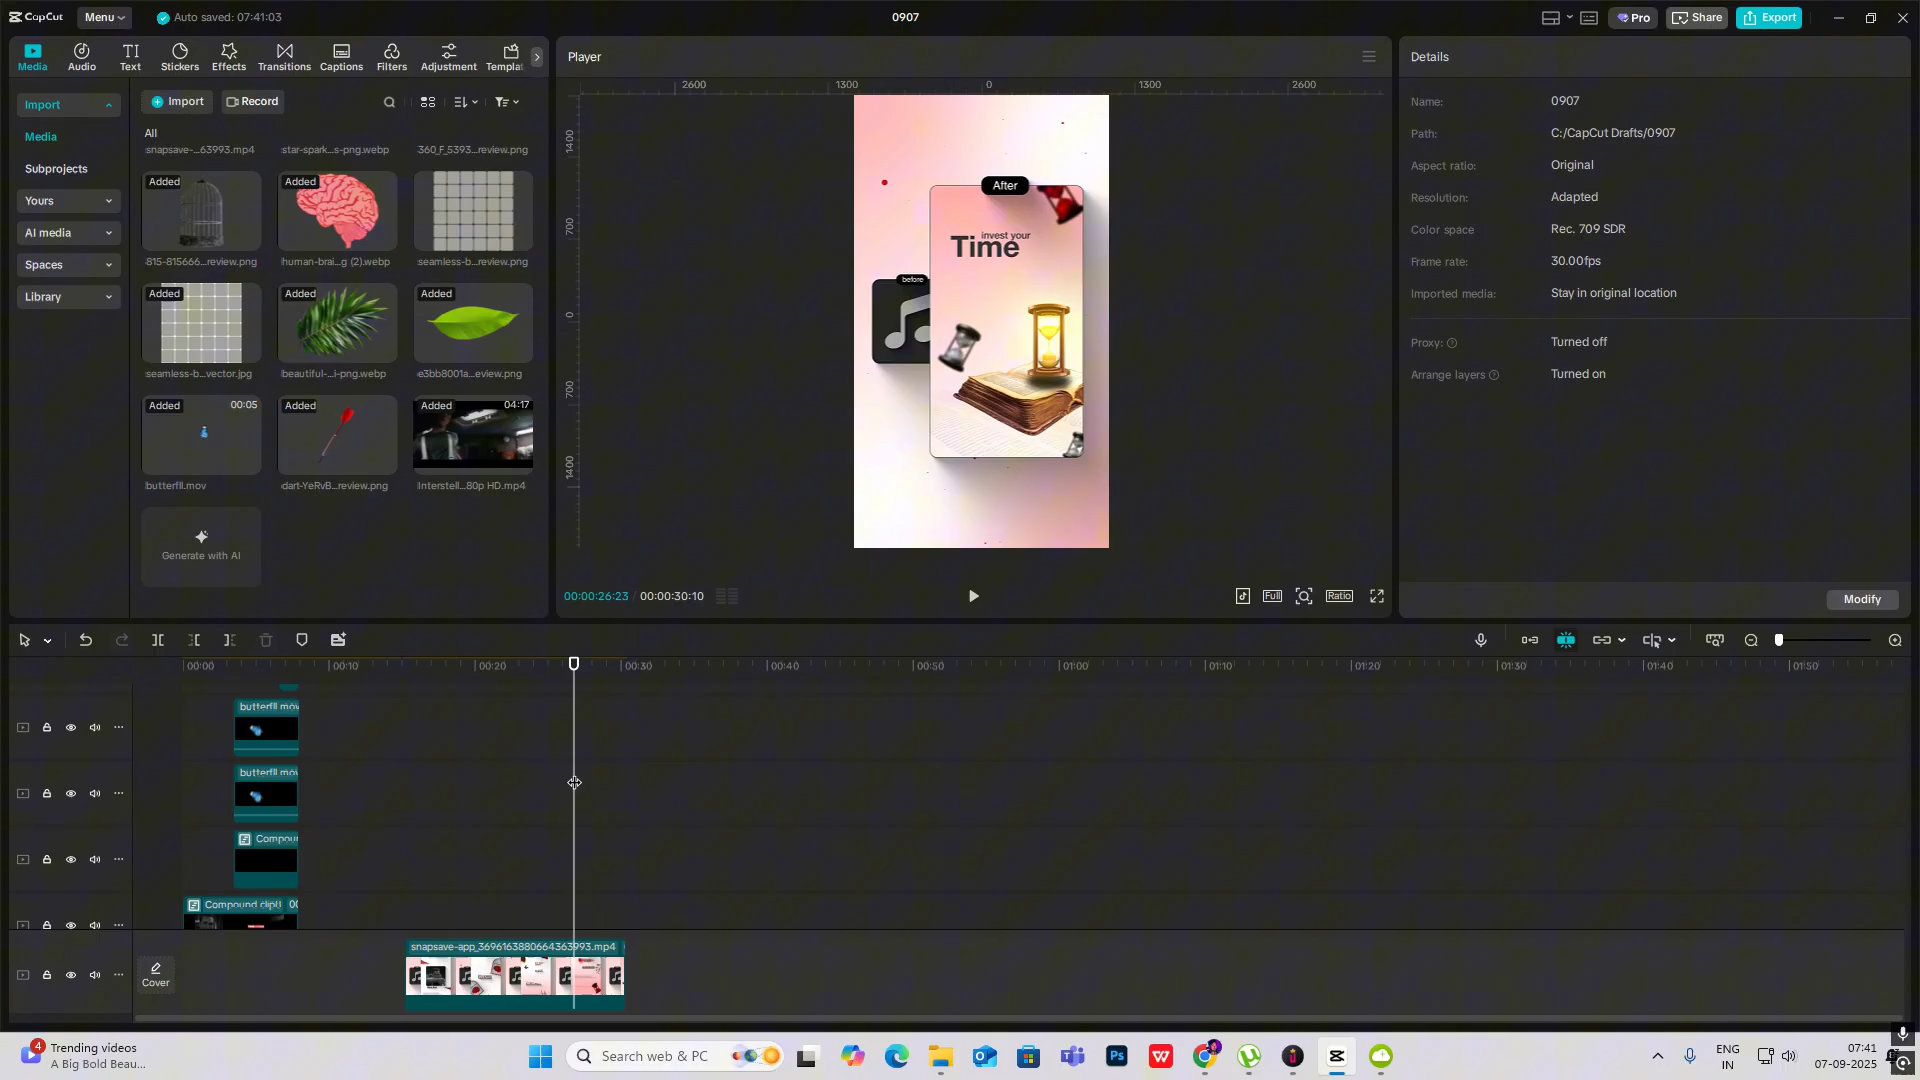 CapCut
Menu
Auto saved: 07:41:03
0907
Pro
Share
Export
Media
Audio
Text
Stickers
Effects
Transitions
Captions
Filters
Adjustment
Templat
Import
Media
Subprojects
Yours
AI media
Spaces
Library
Import
Record
All
snapsave-...63993.mp4
star-spark...s-png.webp
360_F_5393...review.png
Added
Added
815-815666...review.png
human-brai...g (2).webp
seamless-b...review.png
Added
Added
Added
seamless-b...vector.jpg
beautiful-...i-png.webp
e3bb8001a...eview.png
Added
00:05
Added
Added
04:17
butterfll.mov
dart-YeRvB...review.png
Interstell...80p HD.mp4
Generate with AI
Player
2600
1300
0
1300
2600
1400
700
0
700
1400
After
invest your
Time
before
00:00:26:23 / 00:00:30:10
Full
Ratio
Details
Name:
0907
Path:
C:/CapCut Drafts/0907
Aspect ratio:
Original
Resolution:
Adapted
Color space
Rec. 709 SDR
Frame rate:
30.00fps
Imported media:
Stay in original location
Proxy:
Turned off
Arrange layers
Turned on
Modify
00:00
00:10
00:20
00:30
00:40
00:50
01:00
01:10
01:20
01:30
01:40
01:50
butterfll.mov
butterfll.mov
Compoun
Compound clip1
00
snapsave-app_3696163880664363993.mp4
Cover
4
Trending videos
A Big Bold Beau...
Search web & PC
Ps
W
ENG
IN
07:41
07-09-2025